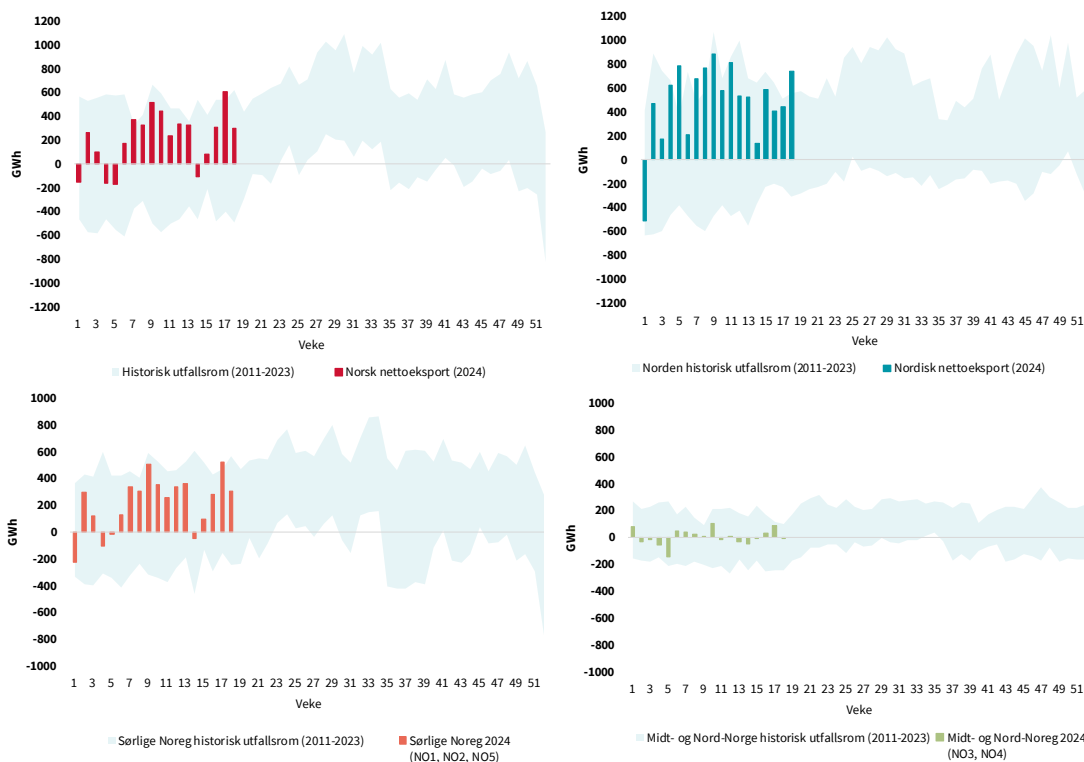 1200
1000
800
600
400
200
0
-200
-400
-600
-800
-1000
-1200
GWh
1 3 5 7 9 11 13 15 17 19 21 23 25 27 29 31 33 35 37 39 41 43 45 47 49 51
Veke
Historisk utfallsrom (2011-2023) Norsk nettoeksport (2024)
1200
1000
800
600
400
200
0
-200
-400
-600
-800
-1000
-1200
GWh
1 3 5 7 9 11 13 15 17 19 21 23 25 27 29 31 33 35 37 39 41 43 45 47 49 51
Veke
Norden historisk utfallsrom (2011-2023) Nordisk nettoeksport (2024)
1000
800
600
400
200
0
-200
-400
-600
-800
-1000
GWh
1 3 5 7 9 11 13 15 17 19 21 23 25 27 29 31 33 35 37 39 41 43 45 47 49 51
Veke
Sørlige Noreg historisk utfallsrom (2011-2023) Sørlige Noreg 2024
(NO1, NO2, NO5)
1000
800
600
400
200
0
-200
-400
-600
-800
-1000
GWh
1 3 5 7 9 11 13 15 17 19 21 23 25 27 29 31 33 35 37 39 41 43 45 47 49 51
Veke
Midt- og Nord-Norge historisk utfallsrom (2011-2023) Midt- og Nord-Noreg 2024
(NO3, NO4)